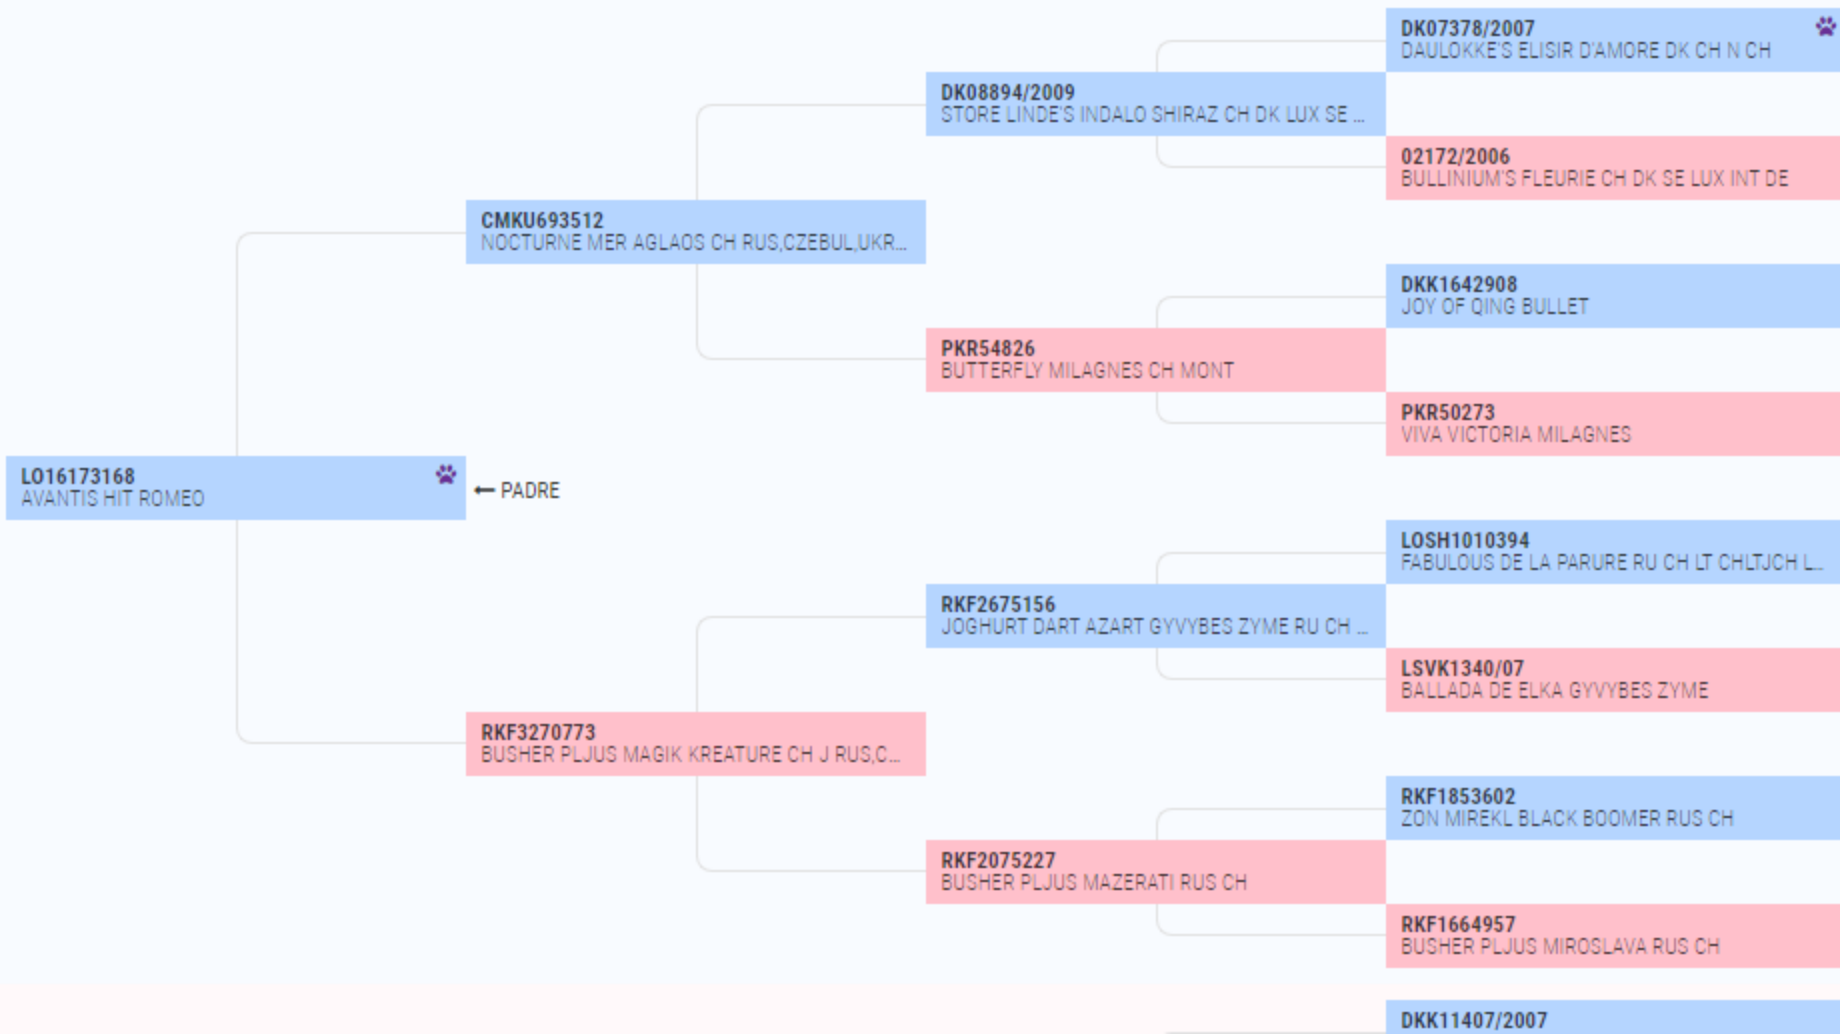 DK07378/2007
DAULOKKE'S ELISIR D'AMORE DK CH N CH
DK08894/2009
STORE LINDE'S INDALO SHIRAZ CH DK LUX SE ...
02172/2006
BULLINIUM'S FLEURIE CH DK SE LUX INT DE
CMKU693512
NOCTURNE MER AGLAOS CH RUS,CZEBUL,UKR...
DKK1642908
JOY OF QING BULLET
PKR54826
BUTTERFLY MILAGNES CH MONT
PKR50273
VIVA VICTORIA MILAGNES
LO16173168
AVANTIS HIT ROMEO
← PADRE
LOSH1010394
FABULOUS DE LA PARURE RU CH LT CHLTJCH L...
RKF2675156
JOGHURT DART AZART GYVYBES ZYME RU CH ...
LSVK1340/07
BALLADA DE ELKA GYVYBES ZYME
RKF3270773
BUSHER PLJUS MAGIK KREATURE CH J RUS,C...
RKF1853602
ZON MIREKL BLACK BOOMER RUS CH
RKF2075227
BUSHER PLJUS MAZERATI RUS CH
RKF1664957
BUSHER PLJUS MIROSLAVA RUS CH
DKK11407/2007